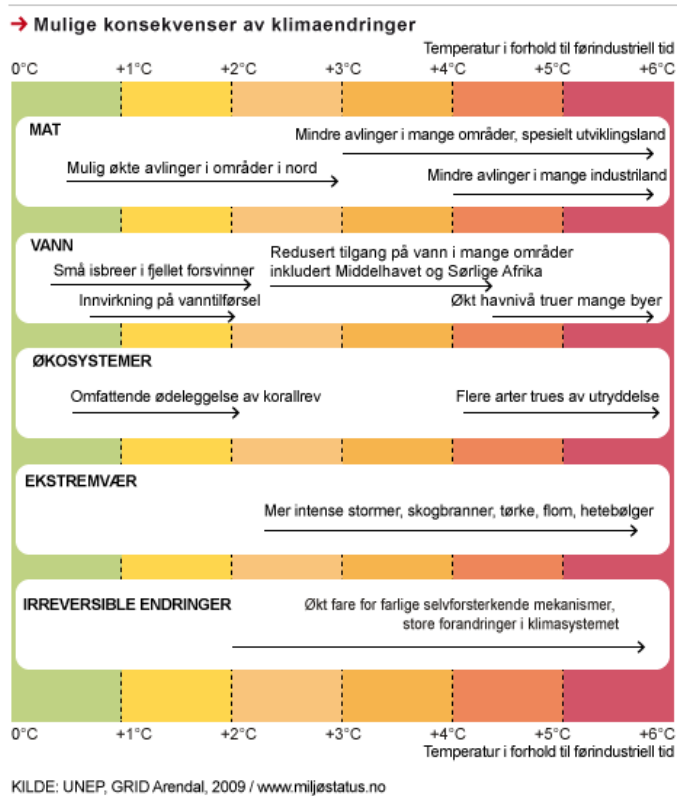 → Mulige konsekvenser av klimaendringer
Temperatur i forhold til førindustriell tid
0°C +1°C +2°C +3°C +4°C +5°C +6°C
MAT
Mindre avlinger i mange områder, spesielt utviklingsland
Mulig økte avlinger i områder i nord
Mindre avlinger i mange industriland
VANN
Redusert tilgang på vann i mange områder
inkludert Middelhavet og Sørlige Afrika
Små isbreer i fjellet forsvinner
Innvirkning på vanntilførsel
Økt havnivå truer mange byer
ØKOSYSTEMER
Omfattende ødeleggelse av korallrev
Flere arter trues av utryddelse
EKSTREMVÆR
Mer intense stormer, skogbranner, tørke, flom, hetebølger
IRREVERSIBLE ENDRINGER
Økt fare for farlige selvforsterkende mekanismer,
store forandringer i klimasystemet
0°C +1°C +2°C +3°C +4°C +5°C +6°C
Temperatur i forhold til førindustriell tid
KILDE: UNEP, GRID Arendal, 2009 / www.miljøstatus.no